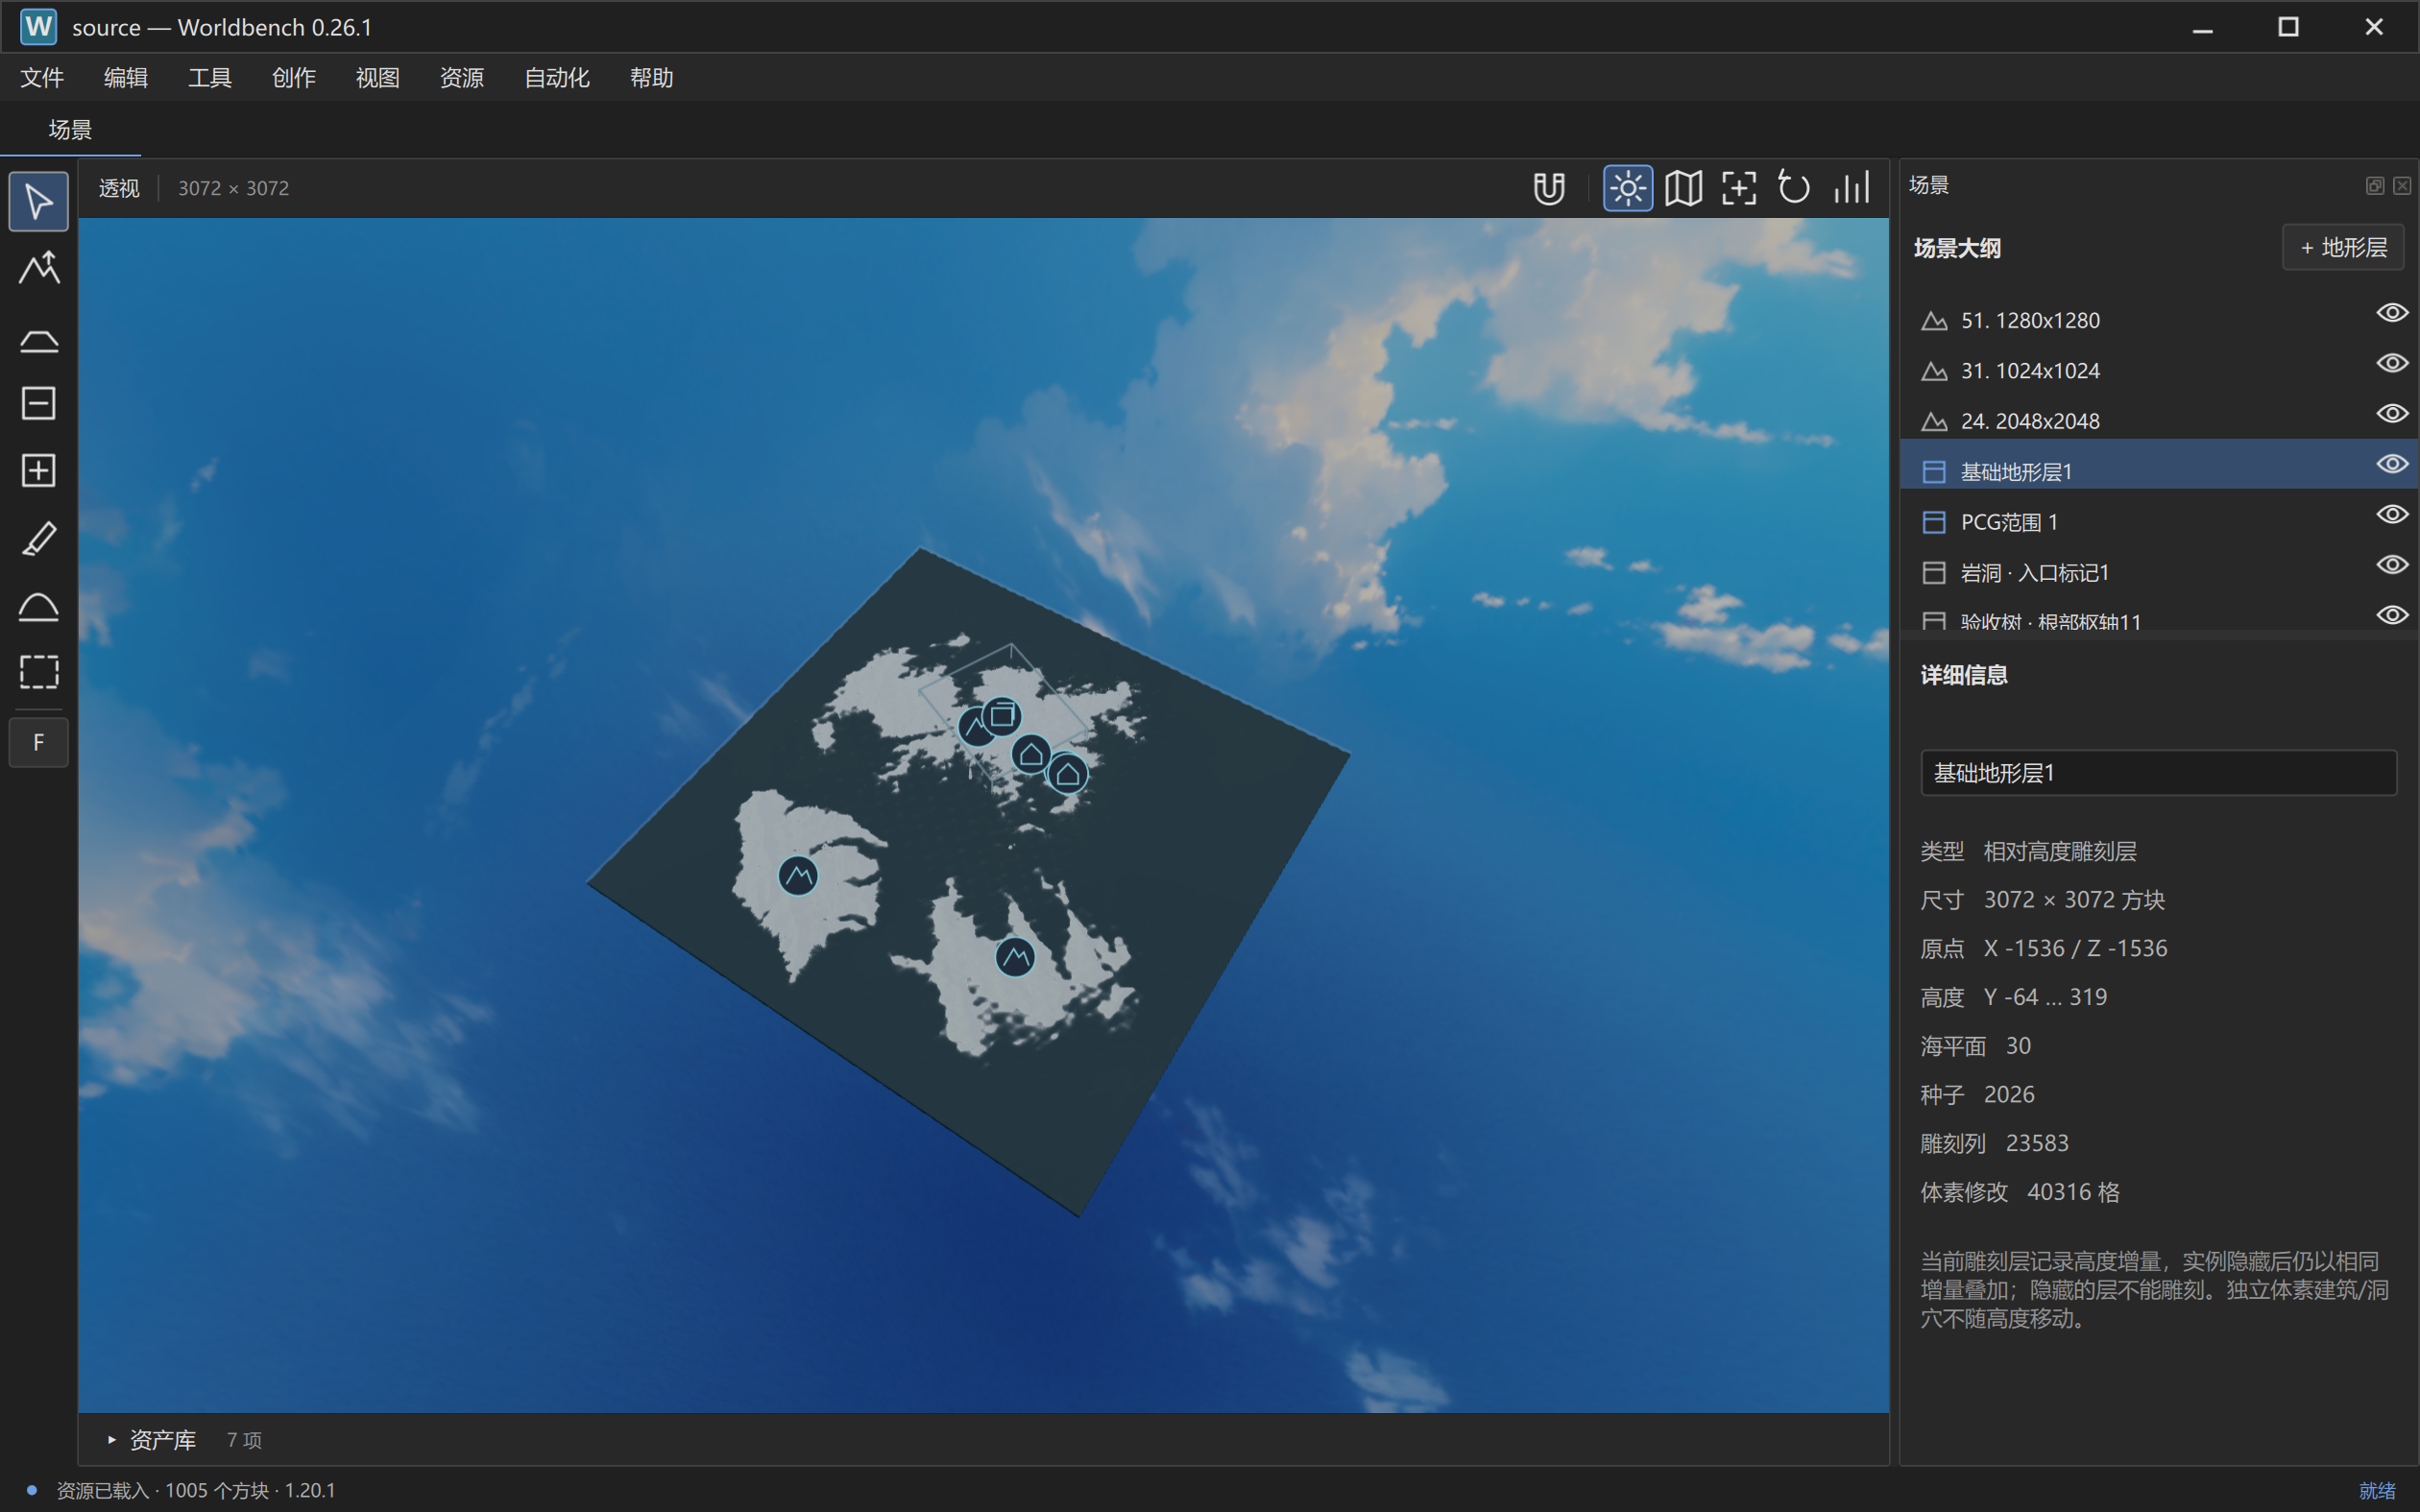 W source — Worldbench 0.26.1
文件 编辑 工具 创作 视图 资源 自动化 帮助
场景
透视 3072 × 3072
F
场景
场景大纲 + 地形层
51. 1280x1280
31. 1024x1024
24. 2048x2048
基础地形层1
PCG范围 1
岩洞 · 入口标记1
验收树 · 根部枢轴11
详细信息
基础地形层1
类型 相对高度雕刻层
尺寸 3072 × 3072 方块
原点 X -1536 / Z -1536
高度 Y -64 ... 319
海平面 30
种子 2026
雕刻列 23583
体素修改 40316 格
当前雕刻层记录高度增量，实例隐藏后仍以相同
增量叠加；隐藏的层不能雕刻。独立体素建筑/洞
穴不随高度移动。
▸ 资产库 7 项
资源已载入 · 1005 个方块 · 1.20.1
就绪